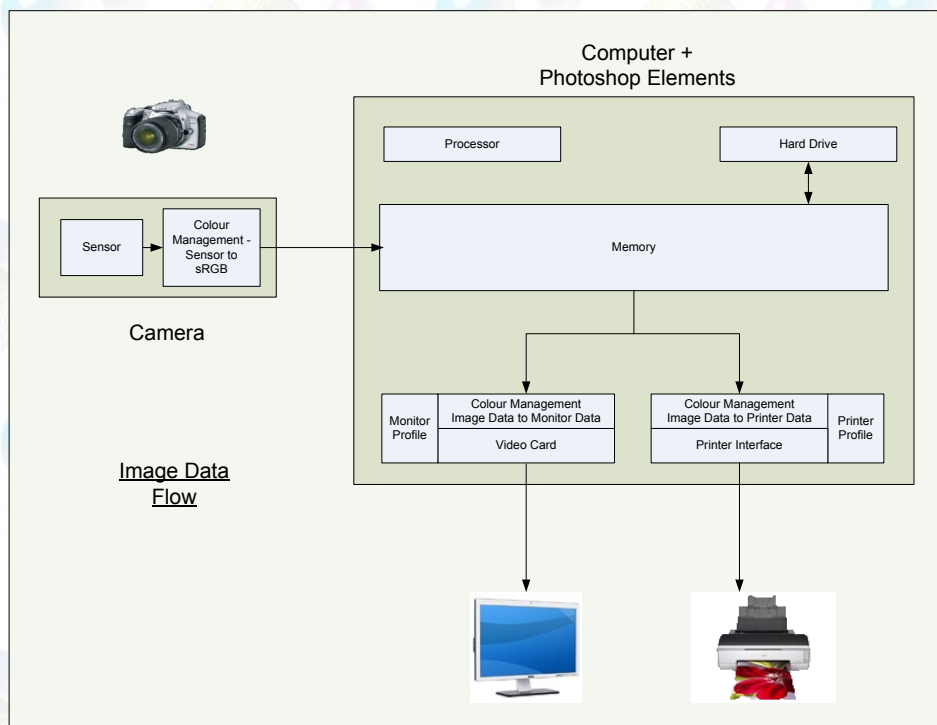 Computer +
Photoshop Elements
Processor
Hard Drive
Sensor
Colour
Management -
Sensor to
sRGB
Memory
Camera
Monitor
Profile
Colour Management
Image Data to Monitor Data
Video Card
Colour Management
Image Data to Printer Data
Printer Interface
Printer
Profile
Image Data
Flow